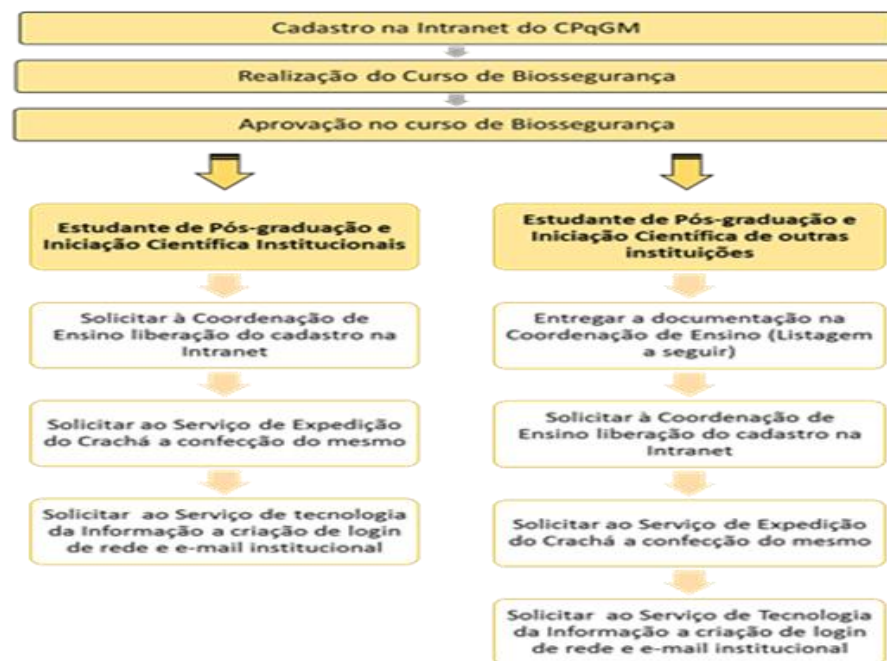 Cadastro na Intranet do CPqGM
Realização do Curso de Biossegurança
Aprovação no curso de Biossegurança
Estudante de Pós-graduação e
Iniciação Científica Institucionais
Solicitar à Coordenação de
Ensino liberação do cadastro na
Intranet
Solicitar ao Serviço de Expedição
do Crachá a confecção do mesmo
Solicitar ao Serviço de tecnologia
da Informação a criação de login
de rede e e-mail institucional
Estudante de Pós-graduação e
Iniciação Científica de outras
instituições
Entregar a documentação na
Coordenação de Ensino (Listagem
a seguir)
Solicitar à Coordenação de
Ensino liberação do cadastro na
Intranet
Solicitar ao Serviço de Expedição
do Crachá a confecção do mesmo
Solicitar ao Serviço de Tecnologia
da Informação a criação de login
de rede e e-mail institucional